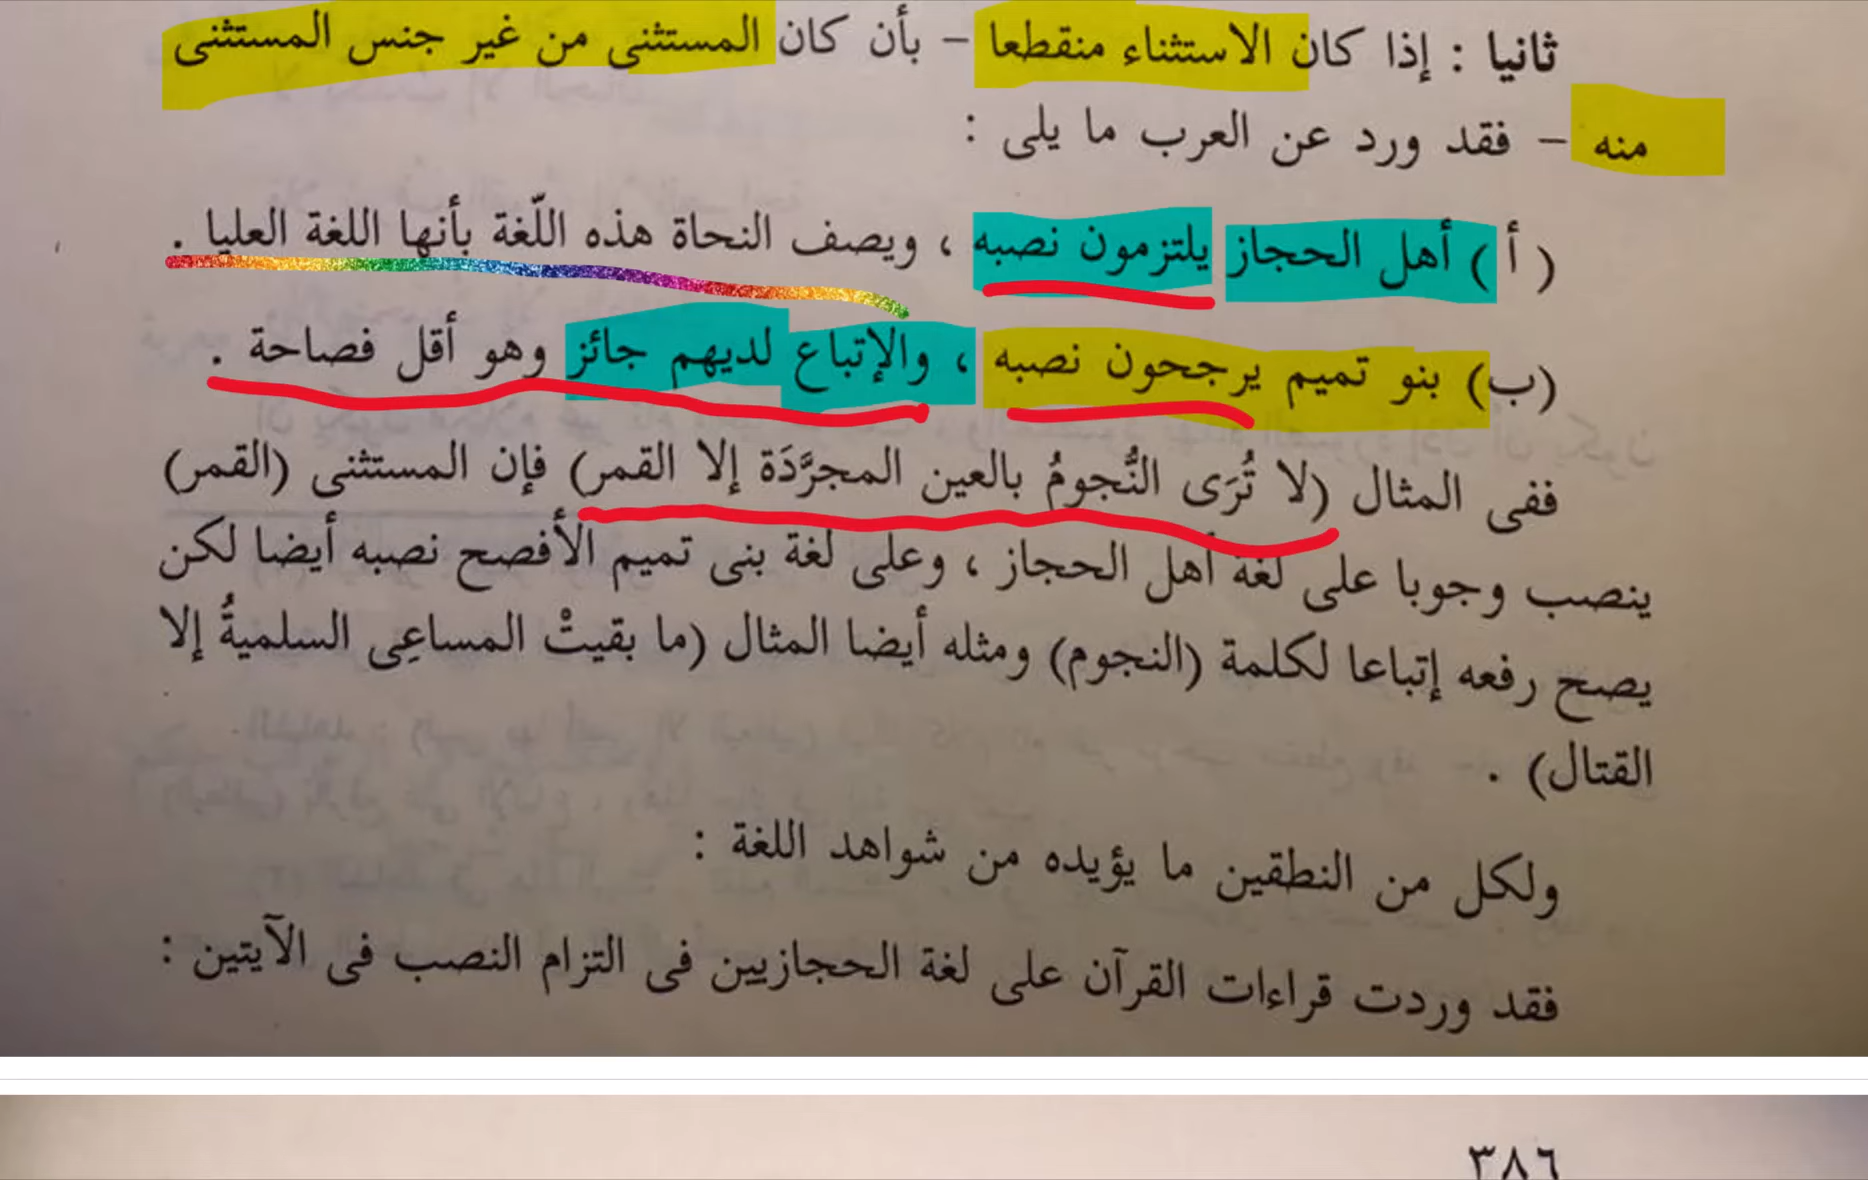 ثانيا : إذا كان الاستثناء منقطعا – بأن كان المستثنى من غير جنس المستثنى
منه – فقد ورد عن العرب ما يلى :
( أ ) أهل الحجاز يلتزمون نصبه ، ويصف النحاة هذه اللّغة بأنها اللغة العليا .
(ب) بنو تميم يرجحون نصبه ، والإتباع لديهم جائز وهو أقل فصاحة .
ففى المثال (لا تُرَى النُّجومُ بالعين المجرَّدَة إلا القمر) فإن المستثنى (القمر)
ينصب وجوبا على لغة أهل الحجاز ، وعلى لغة بنى تميم الأفصح نصبه أيضا لكن
يصح رفعه إتباعا لكلمة (النجوم) ومثله أيضا المثال (ما بقيتْ المساعِى السلميةُ إلا
القتال) .
ولكل من النطقين ما يؤيده من شواهد اللغة :
فقد وردت قراءات القرآن على لغة الحجازيين فى التزام النصب فى الآيتين :
٣٨٦